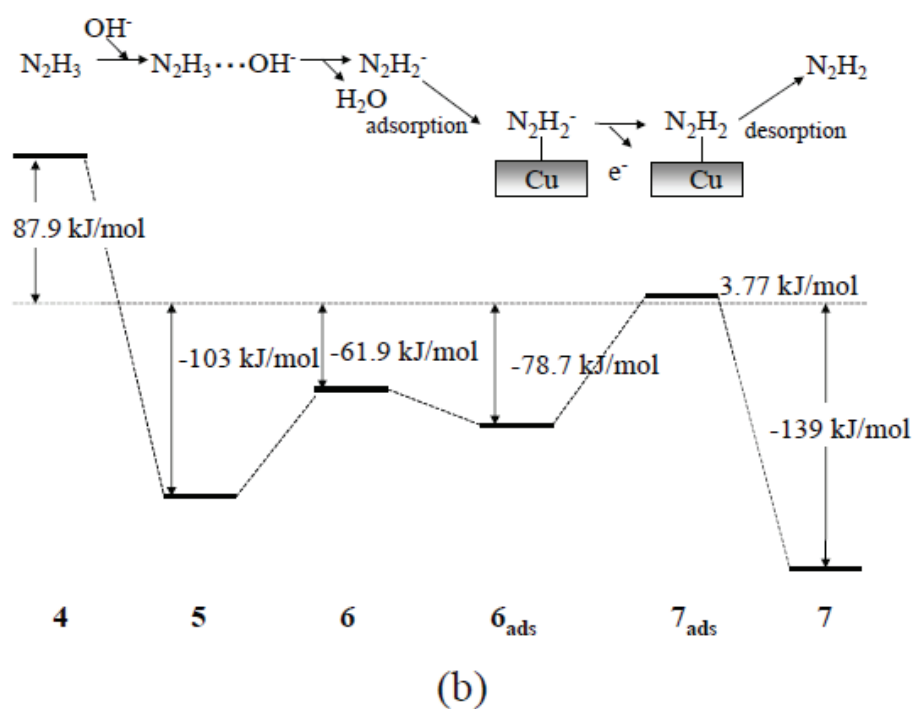 OH⁻
N₂H₃
N₂H₃···OH⁻
N₂H₂⁻
H₂O
adsorption
N₂H₂⁻
Cu
e⁻
N₂H₂
Cu
desorption
N₂H₂
87.9 kJ/mol
-103 kJ/mol
-61.9 kJ/mol
-78.7 kJ/mol
3.77 kJ/mol
-139 kJ/mol
4 5 6 6ads 7ads 7
(b)